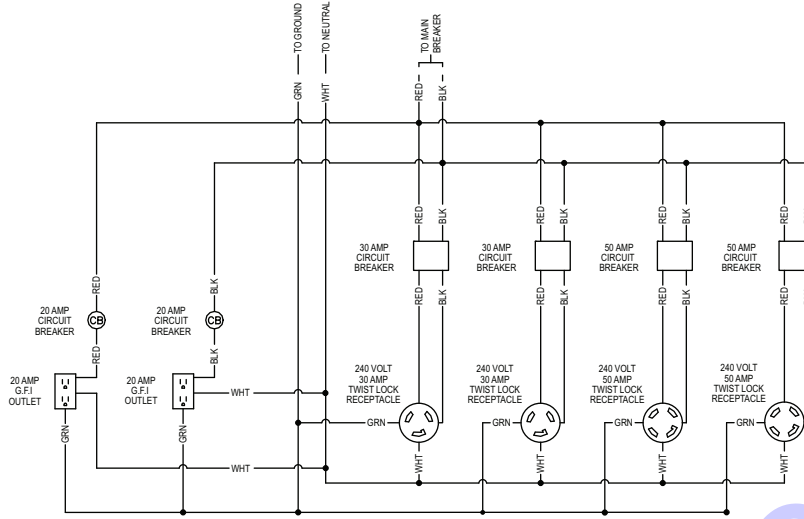 TO GROUND
TO NEUTRAL
TO MAIN
BREAKER
GRN
WHT
RED
BLK
RED
BLK
RED
BLK
RED
BLK
RED
30 AMP
CIRCUIT
BREAKER
30 AMP
CIRCUIT
BREAKER
50 AMP
CIRCUIT
BREAKER
50 AMP
CIRCUIT
BREAKER
RED
BLK
RED
BLK
RED
BLK
RED
BLK
RED
20 AMP
CIRCUIT
BREAKER
CB
20 AMP
CIRCUIT
BREAKER
CB
RED
BLK
20 AMP
G.F.I
OUTLET
20 AMP
G.F.I
OUTLET
WHT
240 VOLT
30 AMP
TWIST LOCK
RECEPTACLE
240 VOLT
30 AMP
TWIST LOCK
RECEPTACLE
240 VOLT
50 AMP
TWIST LOCK
RECEPTACLE
240 VOLT
50 AMP
TWIST LOCK
RECEPTACLE
GRN
GRN
GRN
GRN
GRN
GRN
WHT
WHT
WHT
WHT
WHT